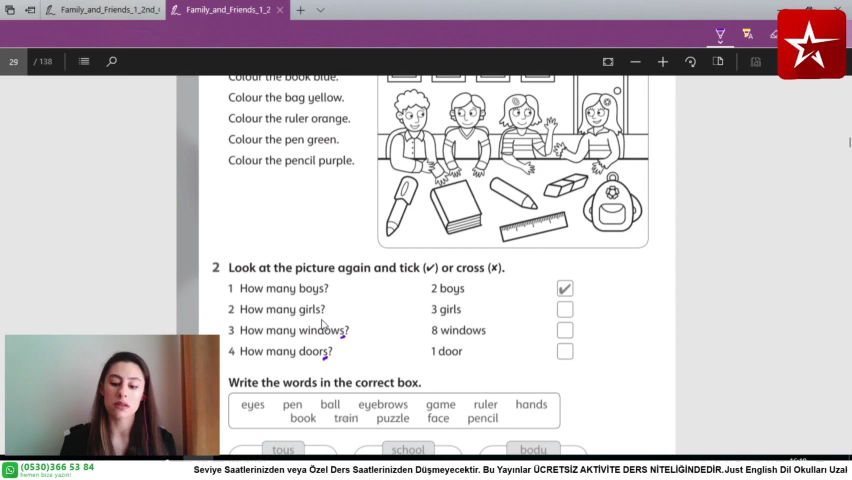 Family_and_Friends_1_2nd_
Family_and_Friends_1_2
29 / 138
Colour the book blue.
Colour the bag yellow.
Colour the ruler orange.
Colour the pen green.
Colour the pencil purple.
2 Look at the picture again and tick (✔) or cross (✘).
1 How many boys? 2 boys ✔
2 How many girls? 3 girls
3 How many windows? 8 windows
4 How many doors? 1 door
Write the words in the correct box.
eyes pen ball eyebrows game ruler hands
book train puzzle face pencil
toys school body
(0530)366 53 84
hemen bize yazın!
Seviye Saatlerinizden veya Özel Ders Saatlerinizden Düşmeyecektir. Bu Yayınlar ÜCRETSİZ AKTİVİTE DERS NİTELİĞİNDEDİR.Just English Dil Okulları Uzal